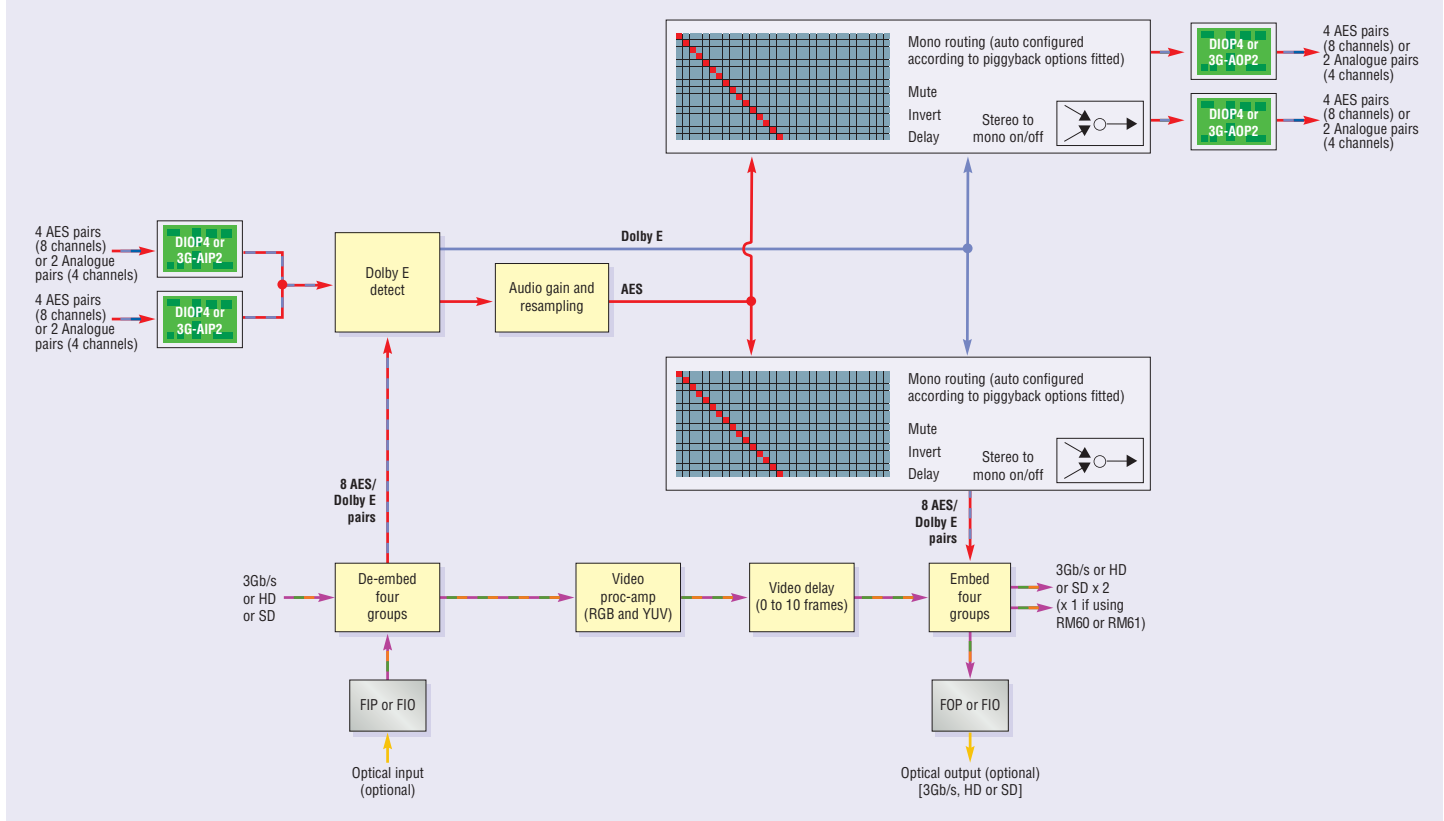 Mono routing (auto configured
according to piggyback options fitted)
Mute
Invert
Delay
Stereo to
mono on/off
DIOP4 or
3G-AOP2
4 AES pairs
(8 channels) or
2 Analogue pairs
(4 channels)
DIOP4 or
3G-AOP2
4 AES pairs
(8 channels) or
2 Analogue pairs
(4 channels)
4 AES pairs
(8 channels)
or 2 Analogue
pairs (4 channels)
DIOP4 or
3G-AIP2
4 AES pairs
(8 channels)
or 2 Analogue
pairs (4 channels)
DIOP4 or
3G-AIP2
Dolby E
detect
Dolby E
Audio gain and
resampling
AES
Mono routing (auto configured
according to piggyback options fitted)
Mute
Invert
Delay
Stereo to
mono on/off
8 AES/
Dolby E
pairs
8 AES/
Dolby E
pairs
3Gb/s
or HD
or SD
De-embed
four
groups
Video
proc-amp
(RGB and YUV)
Video delay
(0 to 10 frames)
Embed
four
groups
3Gb/s or HD
or SD x 2
(x 1 if using
RM60 or RM61)
FIP or FIO
FOP or FIO
Optical input
(optional)
Optical output (optional)
[3Gb/s, HD or SD]